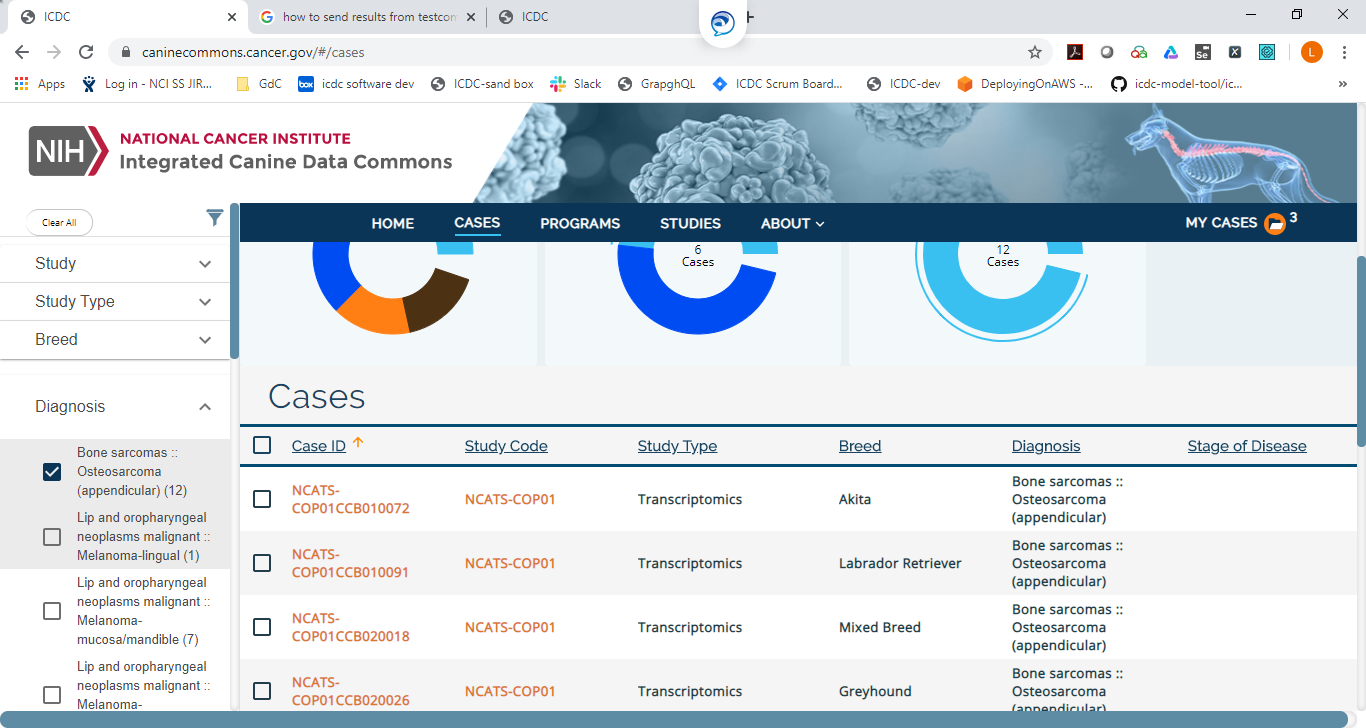 ICDC
how to send results from testcon
ICDC
caninecommons.cancer.gov/#/cases
L
Apps
Log in - NCI SS JIR...
GdC
box
icdc software dev
ICDC-sand box
Slack
GrapghQL
ICDC Scrum Board...
ICDC-dev
DeployingOnAWS -...
icdc-model-tool/ic...
»
NIH
NATIONAL CANCER INSTITUTE
Integrated Canine Data Commons
HOME
CASES
PROGRAMS
STUDIES
ABOUT
MY CASES
3
Clear All
Study
Study Type
Breed
Diagnosis
Bone sarcomas ::
Osteosarcoma
(appendicular) (12)
Lip and oropharyngeal
neoplasms malignant ::
Melanoma-lingual (1)
Lip and oropharyngeal
neoplasms malignant ::
Melanoma-
mucosa/mandible (7)
Lip and oropharyngeal
neoplasms malignant ::
Melanoma-
6
Cases
12
Cases
Cases
Case ID
Study Code
Study Type
Breed
Diagnosis
Stage of Disease
NCATS-
COP01CCB010072
NCATS-COP01
Transcriptomics
Akita
Bone sarcomas ::
Osteosarcoma
(appendicular)
NCATS-
COP01CCB010091
NCATS-COP01
Transcriptomics
Labrador Retriever
Bone sarcomas ::
Osteosarcoma
(appendicular)
NCATS-
COP01CCB020018
NCATS-COP01
Transcriptomics
Mixed Breed
Bone sarcomas ::
Osteosarcoma
(appendicular)
NCATS-
COP01CCB020026
NCATS-COP01
Transcriptomics
Greyhound
Bone sarcomas ::
Osteosarcoma
(appendicular)